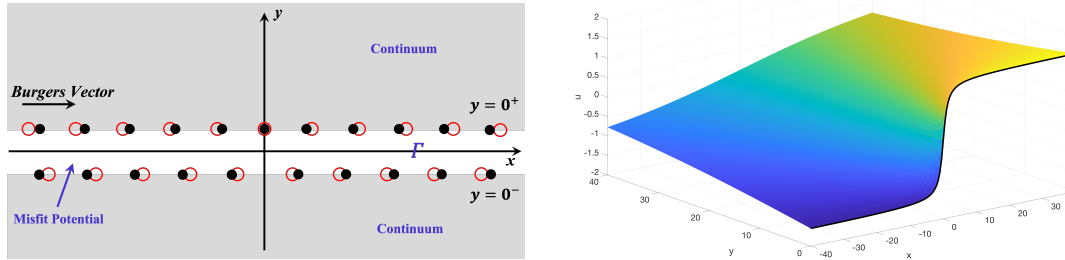 y
Continuum
Burgers Vector
y = 0⁺
Γ
x
y = 0⁻
Misfit Potential
Continuum
2
1.5
1
0.5
0
-0.5
-1
-1.5
-2
u
40
30
20
10
0
y
-40
-30
-20
-10
0
10
20
30
x